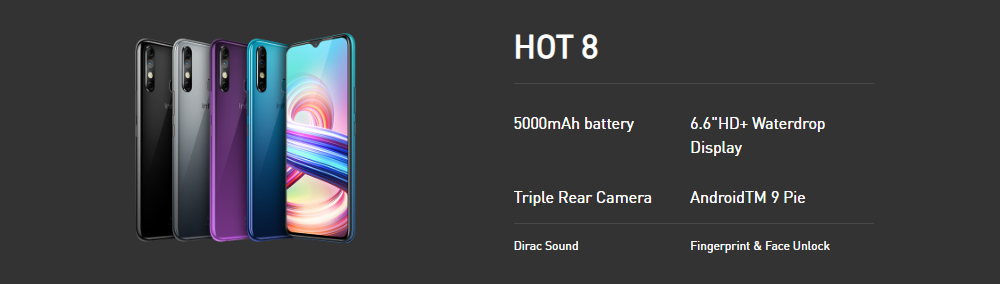 HOT 8
5000mAh battery
6.6"HD+ Waterdrop
Display
Triple Rear Camera
AndroidTM 9 Pie
Dirac Sound
Fingerprint & Face Unlock